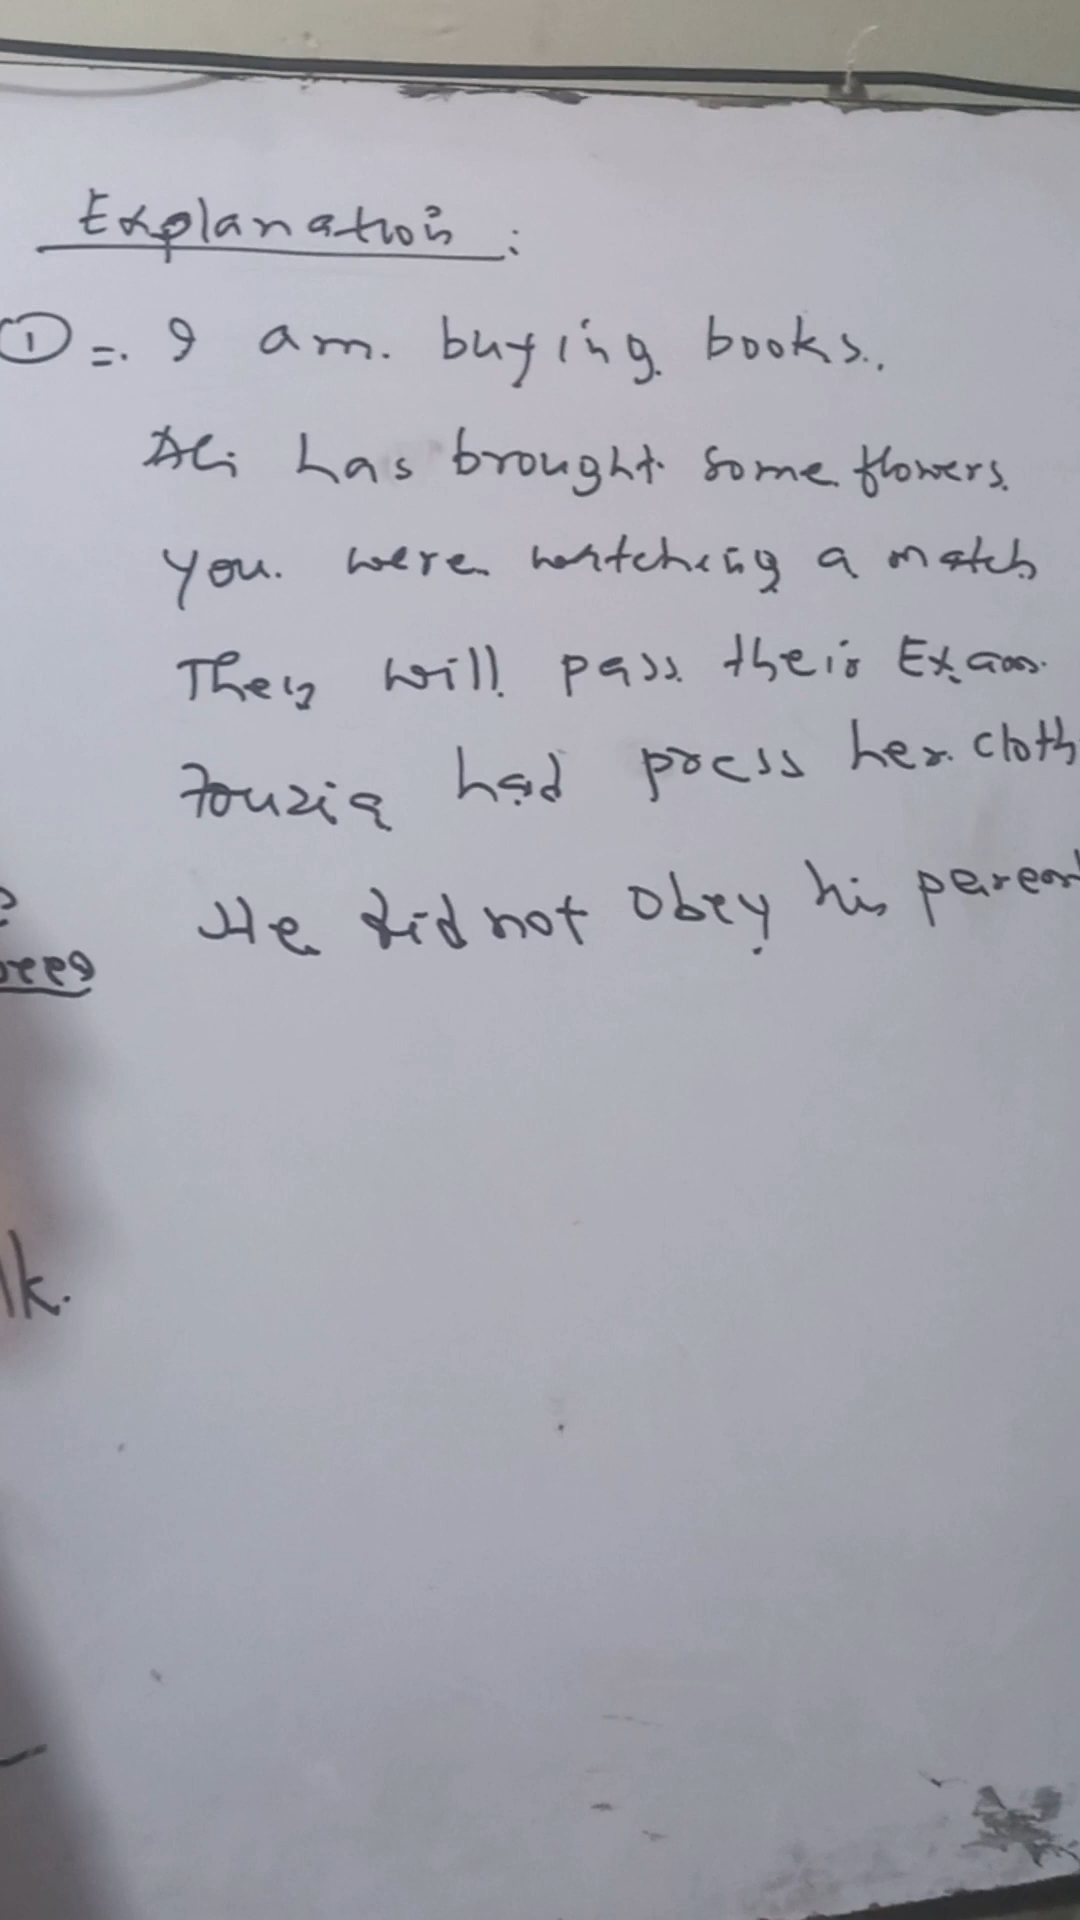 Explanation :
① =. I am. buying books.
Ali has brought some flowers.
You. were watching a match
They will pass their Exam.
Fouzia had press her cloth
He did not obey his parent
lk.